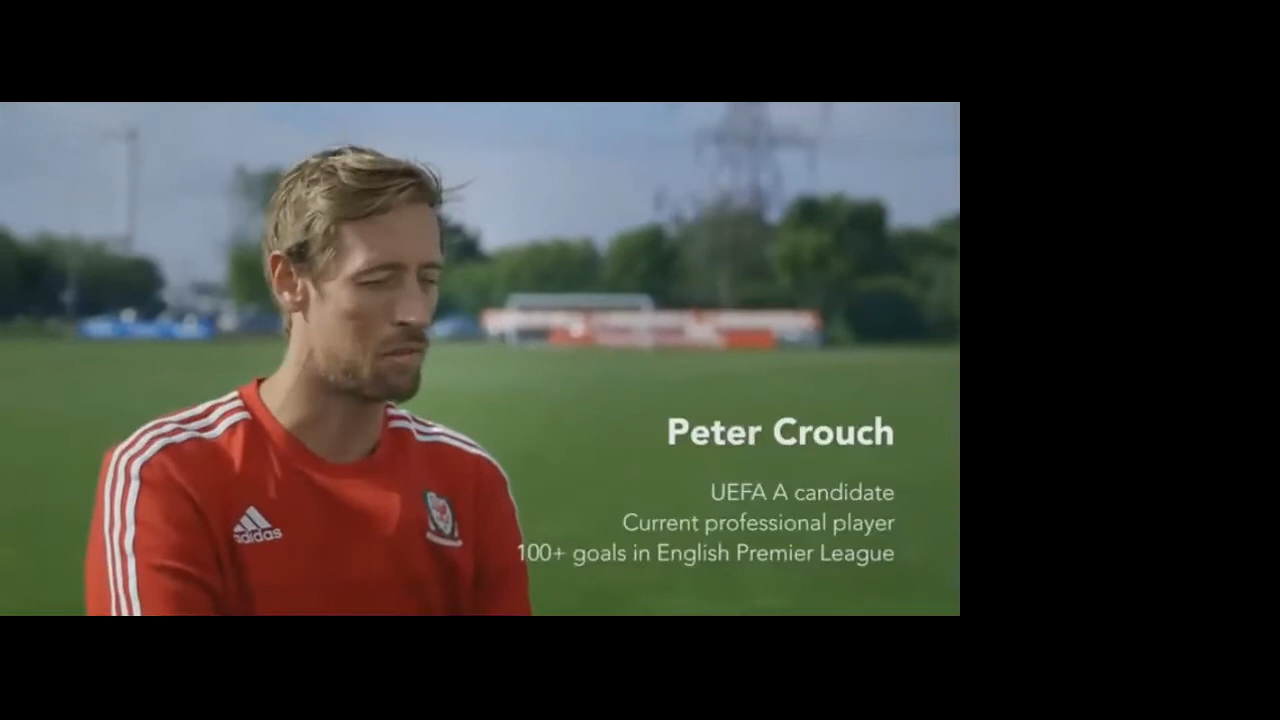 Peter Crouch
UEFA A candidate
Current professional player
100+ goals in English Premier League
adidas